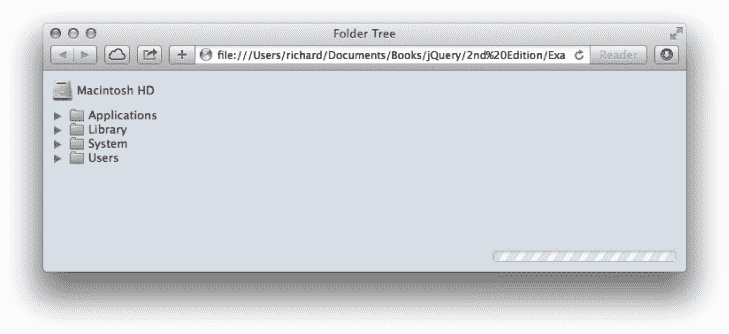 Folder Tree
file:///Users/richard/Documents/Books/jQuery/2nd%20Edition/Exa
Reader
Macintosh HD
Applications
Library
System
Users